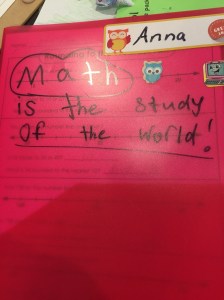 Anna
Math
is the study
Of the World!